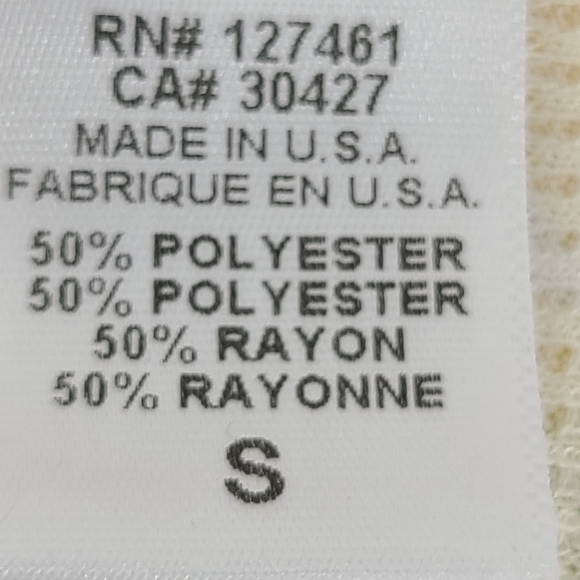 RN# 127461
CA# 30427
MADE IN U.S.A.
FABRIQUE EN U.S.A.
50% POLYESTER
50% POLYESTER
50% RAYON
50% RAYONNE
S